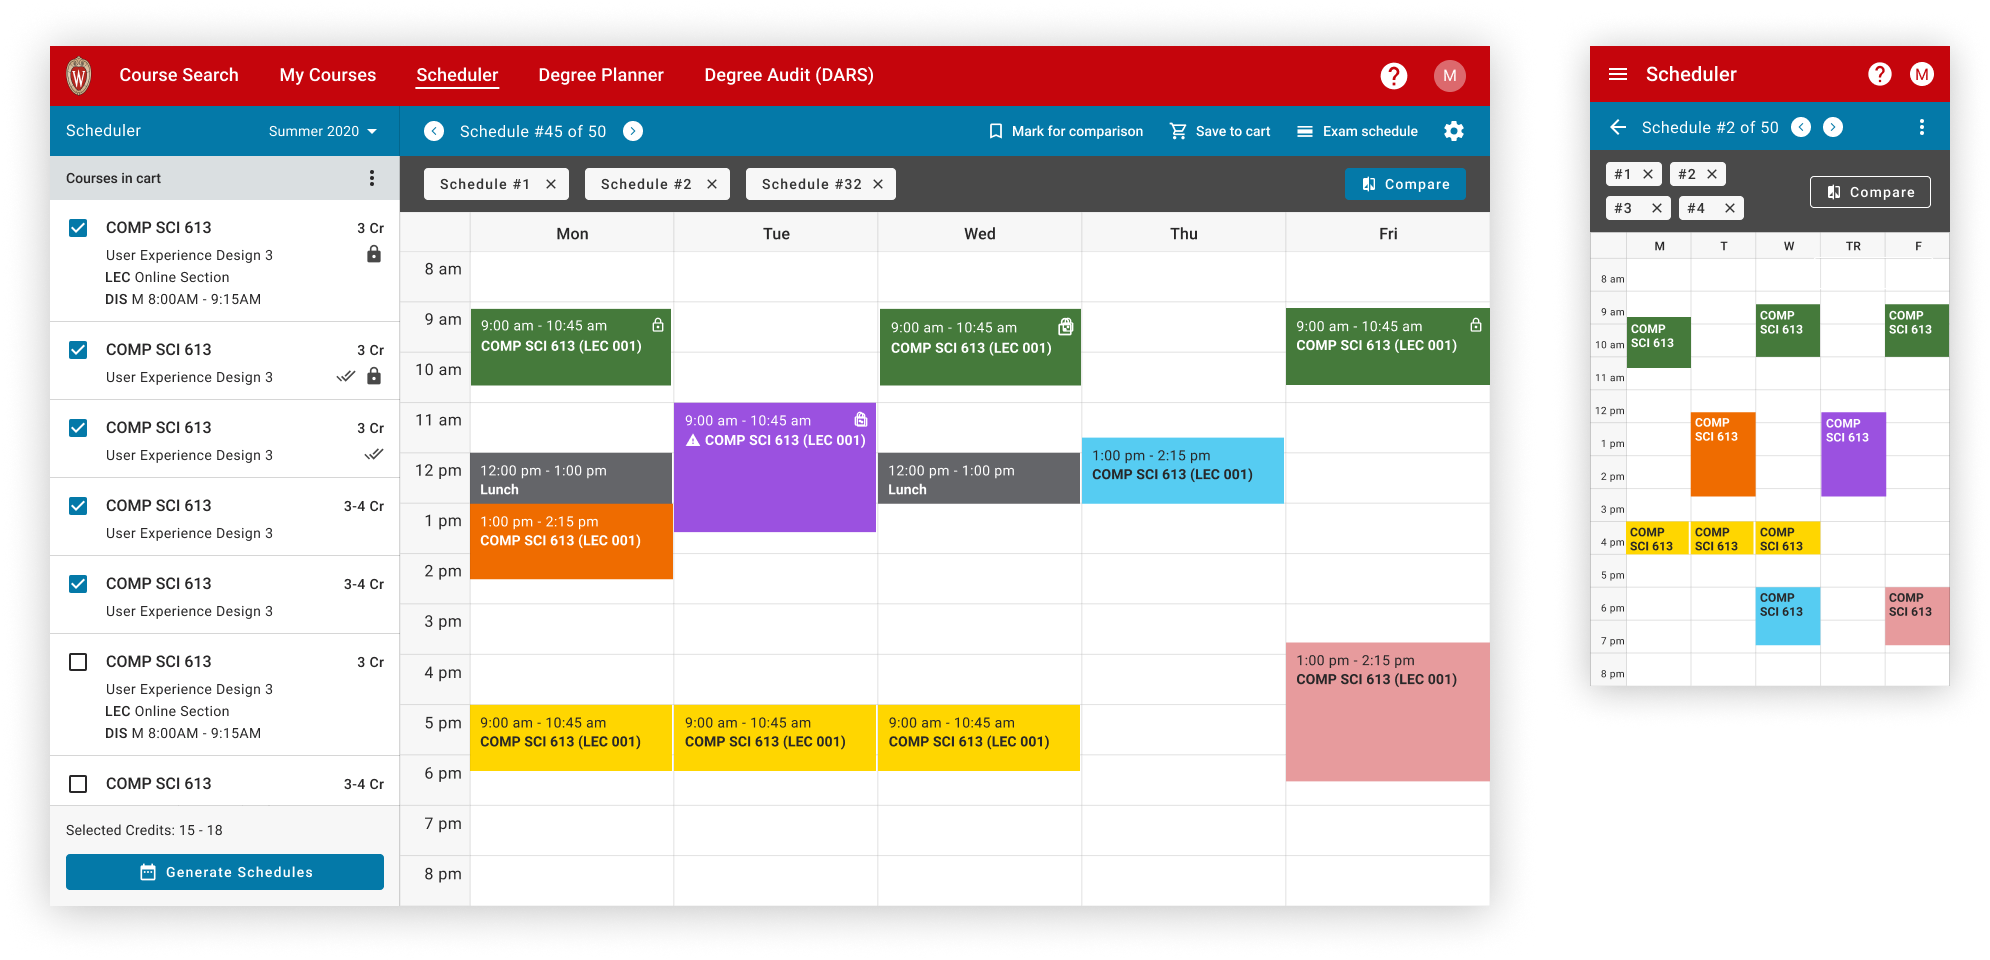 W Course Search My Courses Scheduler Degree Planner Degree Audit (DARS) ? M
Scheduler Summer 2020 Schedule #45 of 50 Mark for comparison Save to cart Exam schedule
Courses in cart
Schedule #1 Schedule #2 Schedule #32 Compare
COMP SCI 613 3 Cr
User Experience Design 3
LEC Online Section
DIS M 8:00AM - 9:15AM
COMP SCI 613 3 Cr
User Experience Design 3
COMP SCI 613 3 Cr
User Experience Design 3
COMP SCI 613 3-4 Cr
User Experience Design 3
COMP SCI 613 3-4 Cr
User Experience Design 3
COMP SCI 613 3 Cr
User Experience Design 3
LEC Online Section
DIS M 8:00AM - 9:15AM
COMP SCI 613 3-4 Cr
Selected Credits: 15 - 18
Generate Schedules
Mon Tue Wed Thu Fri
8 am
9 am
9:00 am - 10:45 am
COMP SCI 613 (LEC 001)
9:00 am - 10:45 am
COMP SCI 613 (LEC 001)
9:00 am - 10:45 am
COMP SCI 613 (LEC 001)
10 am
11 am
9:00 am - 10:45 am
COMP SCI 613 (LEC 001)
1:00 pm - 2:15 pm
COMP SCI 613 (LEC 001)
12 pm
12:00 pm - 1:00 pm
Lunch
12:00 pm - 1:00 pm
Lunch
1 pm
1:00 pm - 2:15 pm
COMP SCI 613 (LEC 001)
2 pm
3 pm
4 pm
1:00 pm - 2:15 pm
COMP SCI 613 (LEC 001)
5 pm
9:00 am - 10:45 am
COMP SCI 613 (LEC 001)
9:00 am - 10:45 am
COMP SCI 613 (LEC 001)
9:00 am - 10:45 am
COMP SCI 613 (LEC 001)
6 pm
7 pm
8 pm
Scheduler ? M
Schedule #2 of 50
#1 #2
#3 #4
Compare
M T W TR F
8 am
9 am
COMP
SCI 613
COMP
SCI 613
COMP
SCI 613
10 am
11 am
12 pm
COMP
SCI 613
COMP
SCI 613
1 pm
2 pm
3 pm
4 pm
COMP
SCI 613
COMP
SCI 613
COMP
SCI 613
5 pm
6 pm
COMP
SCI 613
COMP
SCI 613
7 pm
8 pm